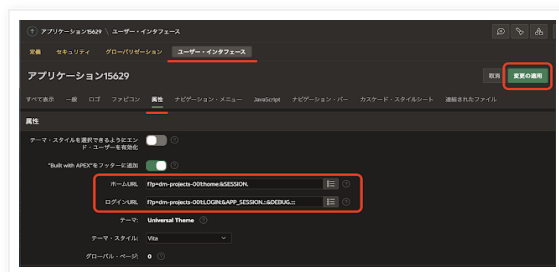 アプリケーション15629 \ ユーザー・インタフェース
定義 セキュリティ グローバリゼーション ユーザー・インタフェース
アプリケーション15629
取消 変更の適用
すべて表示 一般 ロゴ ファビコン 属性 ナビゲーション・メニュー JavaScript ナビゲーション・バー カスケード・スタイルシート 連結されたファイル
属性
テーマ・スタイルを選択できるようにエン
ド・ユーザーを有効化
"Built with APEX"をフッターに追加
ホームURL f?p=dm-projects-001:home:&SESSION.
ログインURL f?p=dm-projects-001:LOGIN:&APP_SESSION.::&DEBUG.:::
テーマ: Universal Theme
テーマ・スタイル: Vita
グローバル・ページ: 0